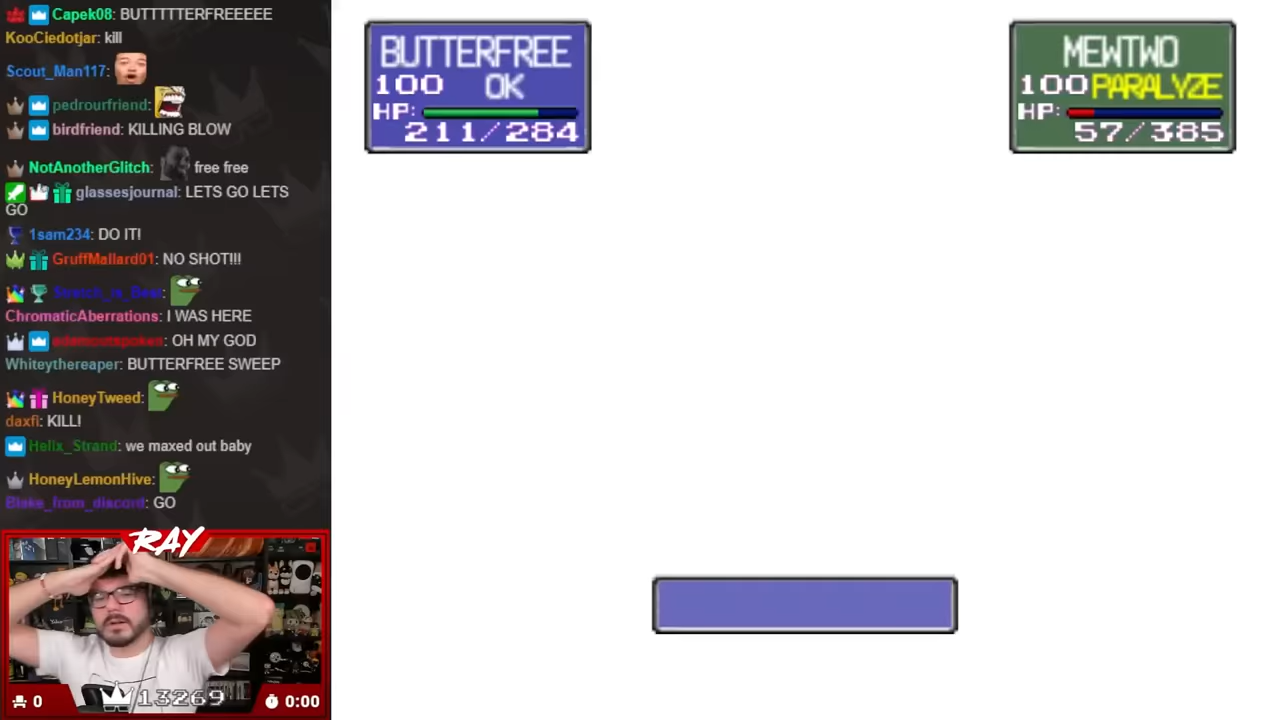 Capek08: BUTTTTTERFREEEEE
KooCiedotjar: kill
Scout_Man117:
pedrourfriend:
birdfriend: KILLING BLOW
NotAnotherGlitch: free free
glassesjournal: LETS GO LETS
GO
1sam234: DO IT!
GruffMallard01: NO SHOT!!!
ChromaticAberrations: I WAS HERE
OH MY GOD
Whiteythereaper: BUTTERFREE SWEEP
HoneyTweed:
daxfi: KILL!
Helix_Strand: we maxed out baby
HoneyLemonHive:
Blake_from_discord: GO
RAY
0
13269
0:00
BUTTERFREE
100 OK
HP:
211/284
MEWTWO
100 PARALYZE
HP:
57/385